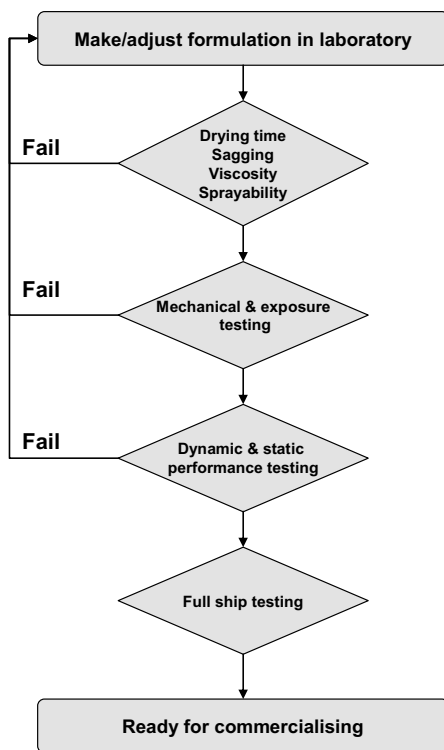 Make/adjust formulation in laboratory
Drying time
Sagging
Viscosity
Sprayability
Fail
Mechanical & exposure
testing
Fail
Dynamic & static
performance testing
Fail
Full ship testing
Ready for commercialising